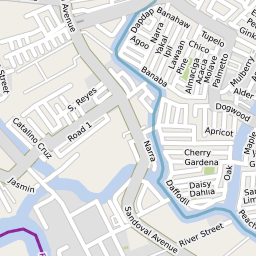 Avenue
Dapdap
Banahaw
Agoo
Narra
Yakal
Ipil
Lawaan
Pine
Almaciga
Chico
Acacia
Molave
Tupelo
Palmetto
Mulberry
Alder
Street
Banaba
Dogwood
S. Reyes
Road 1
Catalino
Cruz
Apricot
Narra
Cherry
Gardena
Jasmin
Daffodil
Daisy
Dahlia
Oak
Sandoval Avenue
River Street
Peach